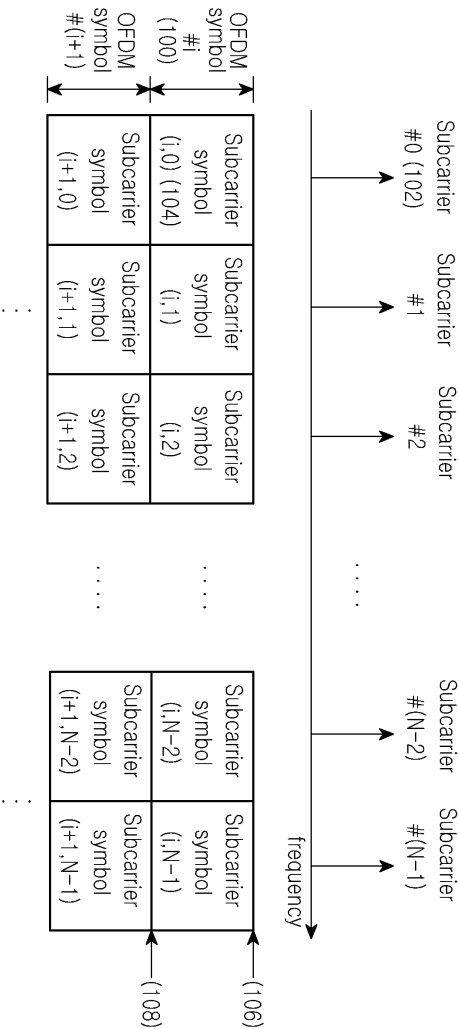 Subcarrier
#0 (102)
Subcarrier
#1
Subcarrier
#2
. . . .
Subcarrier
#(N-2)
Subcarrier
#(N-1)
frequency
OFDM
symbol
#i
(100)
Subcarrier
symbol
(i,0) (104)
Subcarrier
symbol
(i,1)
Subcarrier
symbol
(i,2)
. . . .
Subcarrier
symbol
(i,N-2)
Subcarrier
symbol
(i,N-1)
(106)
OFDM
symbol
#(i+1)
Subcarrier
symbol
(i+1,0)
Subcarrier
symbol
(i+1,1)
Subcarrier
symbol
(i+1,2)
. . . .
Subcarrier
symbol
(i+1,N-2)
Subcarrier
symbol
(i+1,N-1)
(108)
. . .
. . .